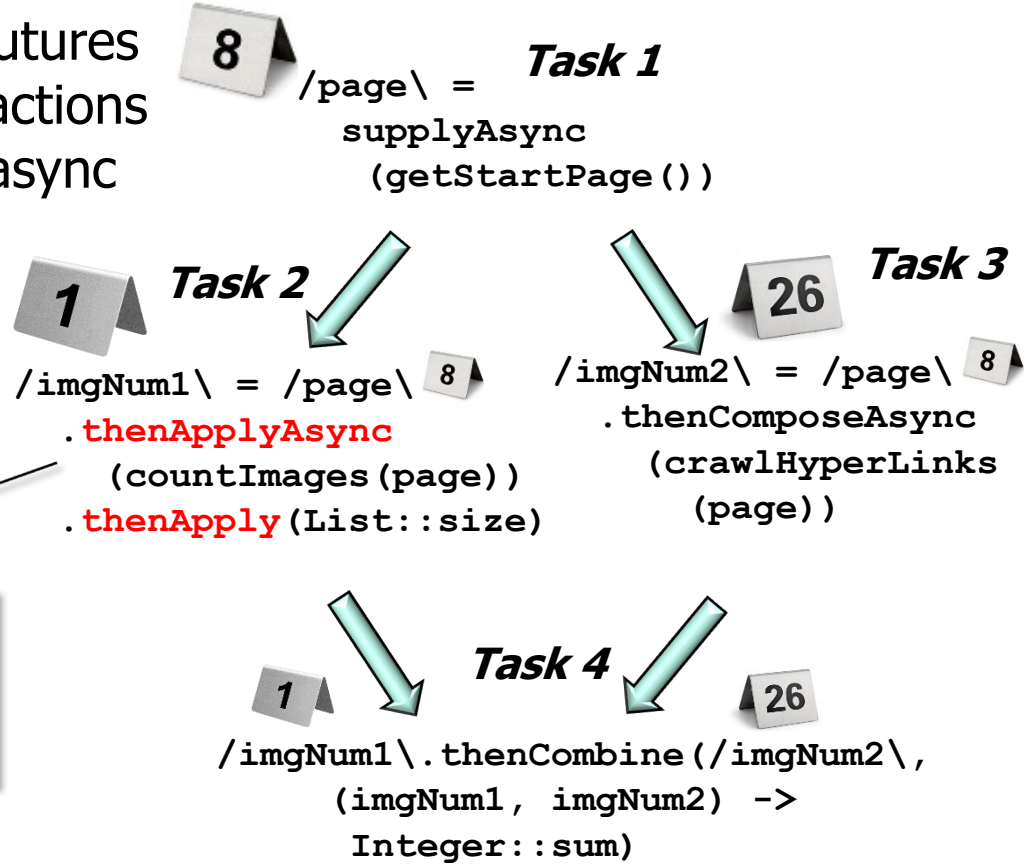 utures
actions
async
8
Task 1
/page\ =
supplyAsync
(getStartPage())
1
Task 2
/imgNum1\ = /page\ 8
.thenApplyAsync
(countImages(page))
.thenApply(List::size)
26
Task 3
/imgNum2\ = /page\ 8
.thenComposeAsync
(crawlHyperLinks
(page))
Task 4
1
26
/imgNum1\.thenCombine(/imgNum2\,
(imgNum1, imgNum2) ->
Integer::sum)